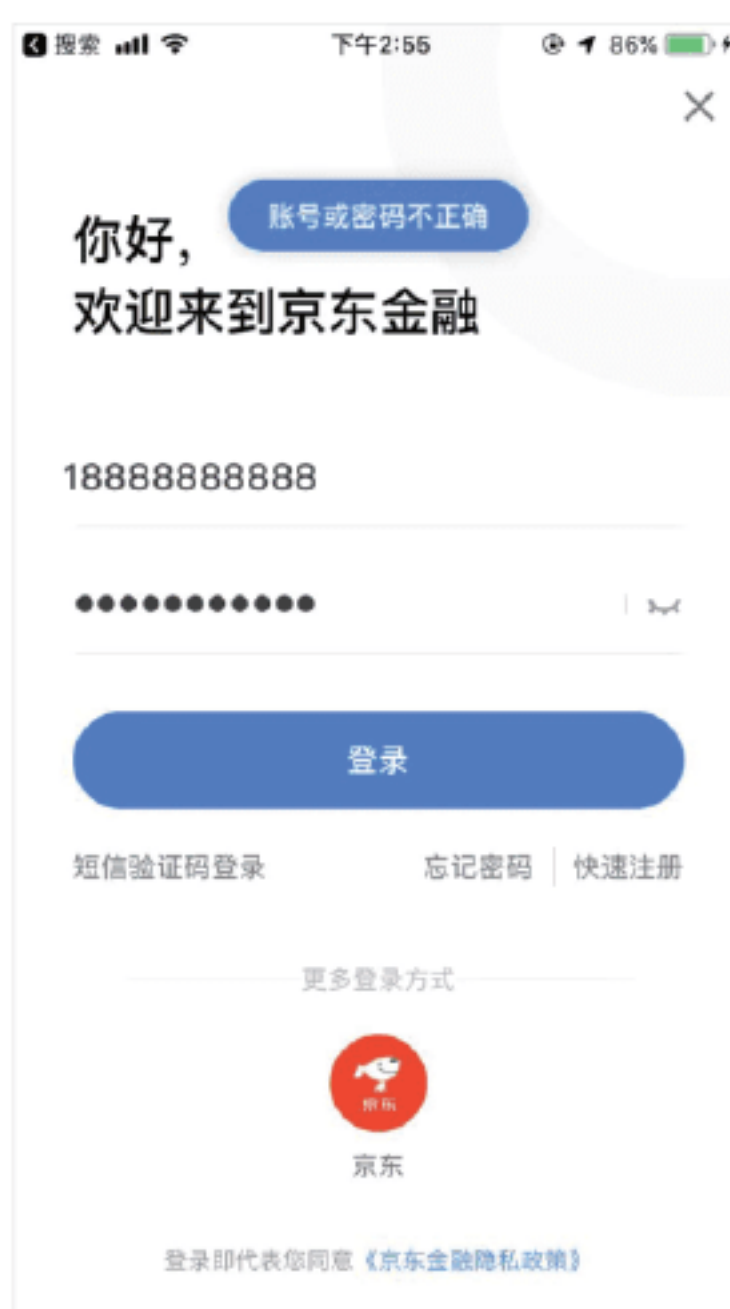 搜索 下午2:55 86%
账号或密码不正确
你好,
欢迎来到京东金融
18888888888
●●●●●●●●●●●
登录
短信验证码登录 忘记密码 快速注册
更多登录方式
京东
京东
登录即代表您同意《京东金融隐私政策》